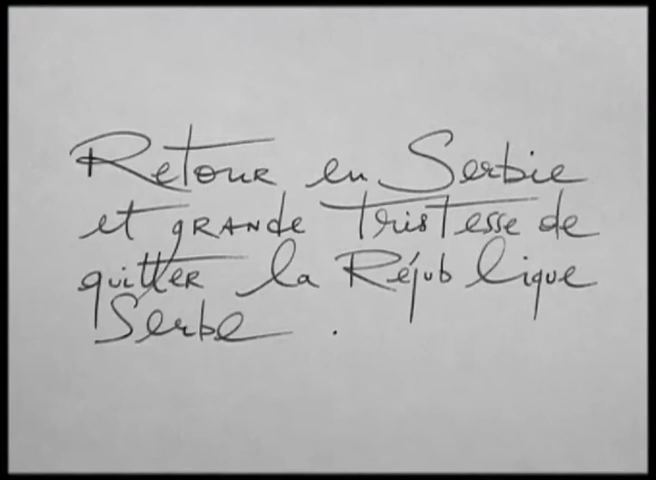 Retour en Serbie
et grande tristesse de
quitter la République
Serbe.